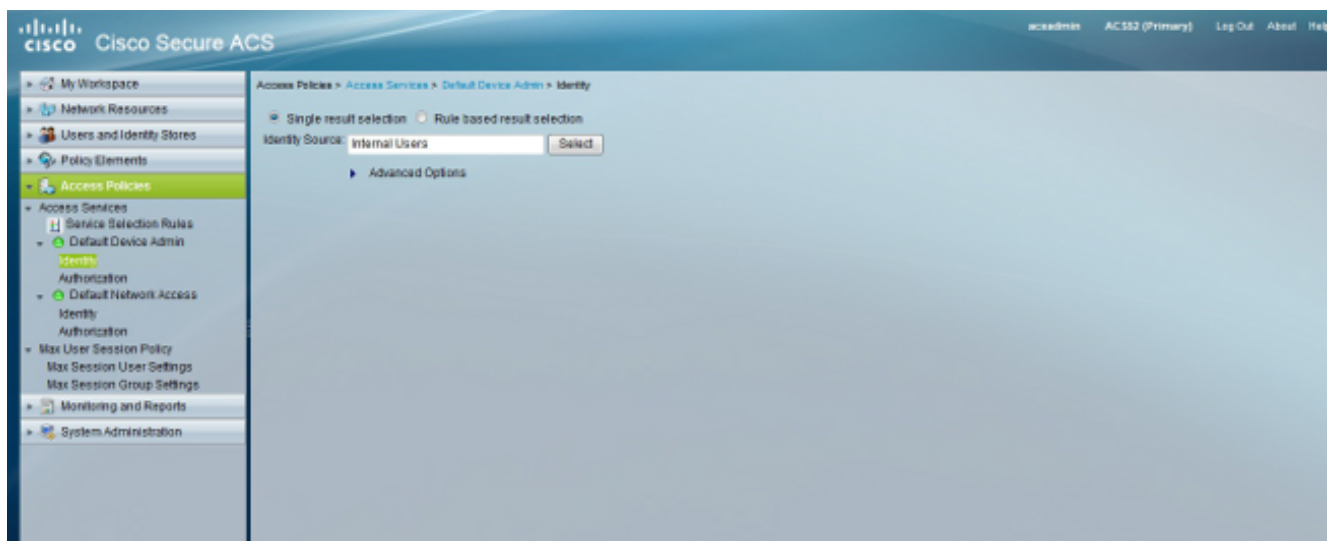 CISCO Cisco Secure ACS
acsadmin ACS52 (Primary) Log Out About Help
My Workspace
Network Resources
Users and Identity Stores
Policy Elements
Access Policies
Access Services
Service Selection Rules
Default Device Admin
Identity
Authorization
Default Network Access
Identity
Authorization
Max User Session Policy
Max Session User Settings
Max Session Group Settings
Monitoring and Reports
System Administration
Access Policies > Access Services > Default Device Admin > Identity
Single result selection Rule based result selection
Identity Source: Internal Users Select
Advanced Options